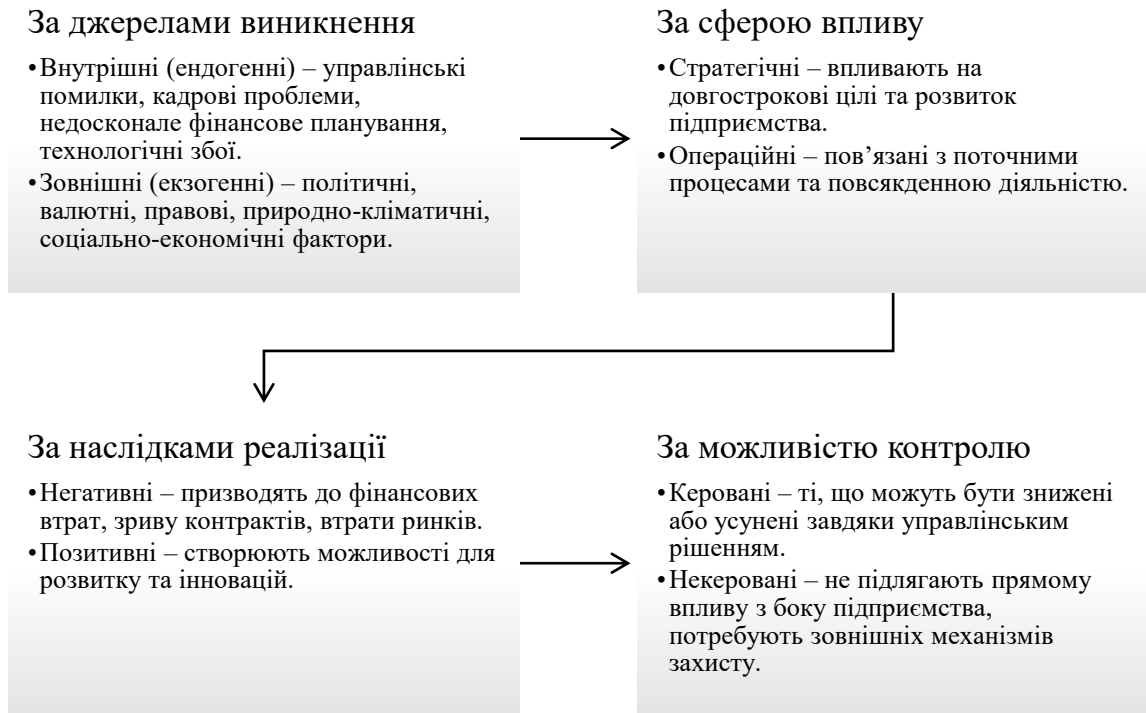 За джерелами виникнення
•Внутрішні (ендогенні) – управлінські
помилки, кадрові проблеми,
недосконале фінансове планування,
технологічні збої.
•Зовнішні (екзогенні) – політичні,
валютні, правові, природно-кліматичні,
соціально-економічні фактори.
За сферою впливу
•Стратегічні – впливають на
довгострокові цілі та розвиток
підприємства.
•Операційні – пов’язані з поточними
процесами та повсякденною діяльністю.
За наслідками реалізації
•Негативні – призводять до фінансових
втрат, зриву контрактів, втрати ринків.
•Позитивні – створюють можливості для
розвитку та інновацій.
За можливістю контролю
•Керовані – ті, що можуть бути знижені
або усунені завдяки управлінським
рішенням.
•Некеровані – не підлягають прямому
впливу з боку підприємства,
потребують зовнішніх механізмів
захисту.